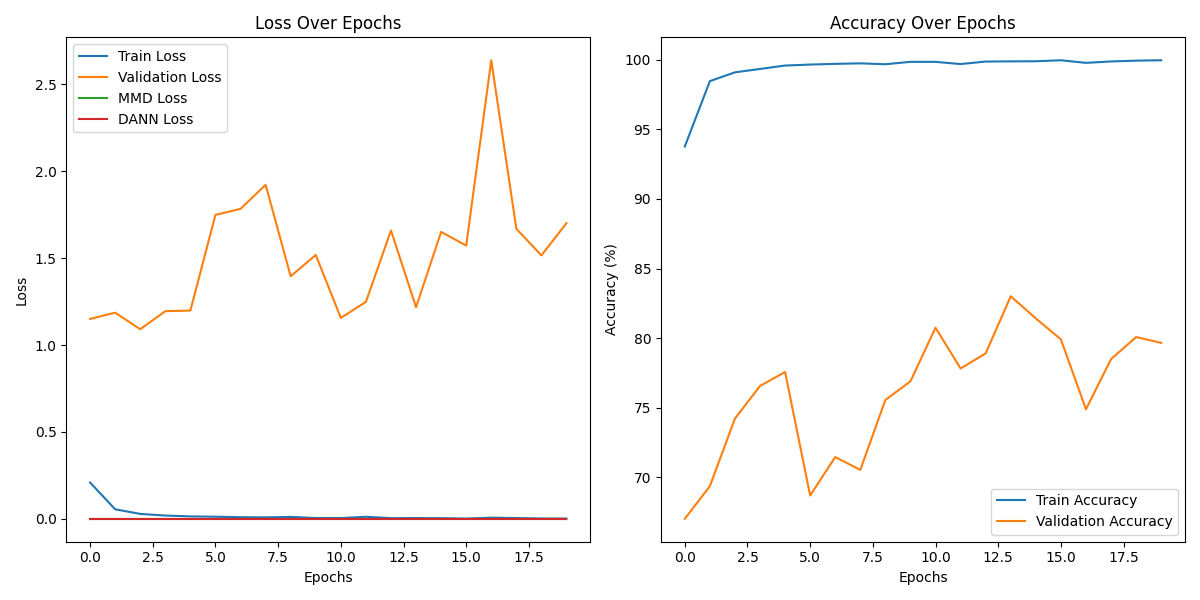 Loss Over Epochs
Train Loss
Validation Loss
MMD Loss
DANN Loss
2.5
2.0
1.5
1.0
0.5
0.0
Loss
0.0 2.5 5.0 7.5 10.0 12.5 15.0 17.5
Epochs
Accuracy Over Epochs
100
95
90
85
80
75
70
Accuracy (%)
Train Accuracy
Validation Accuracy
0.0 2.5 5.0 7.5 10.0 12.5 15.0 17.5
Epochs